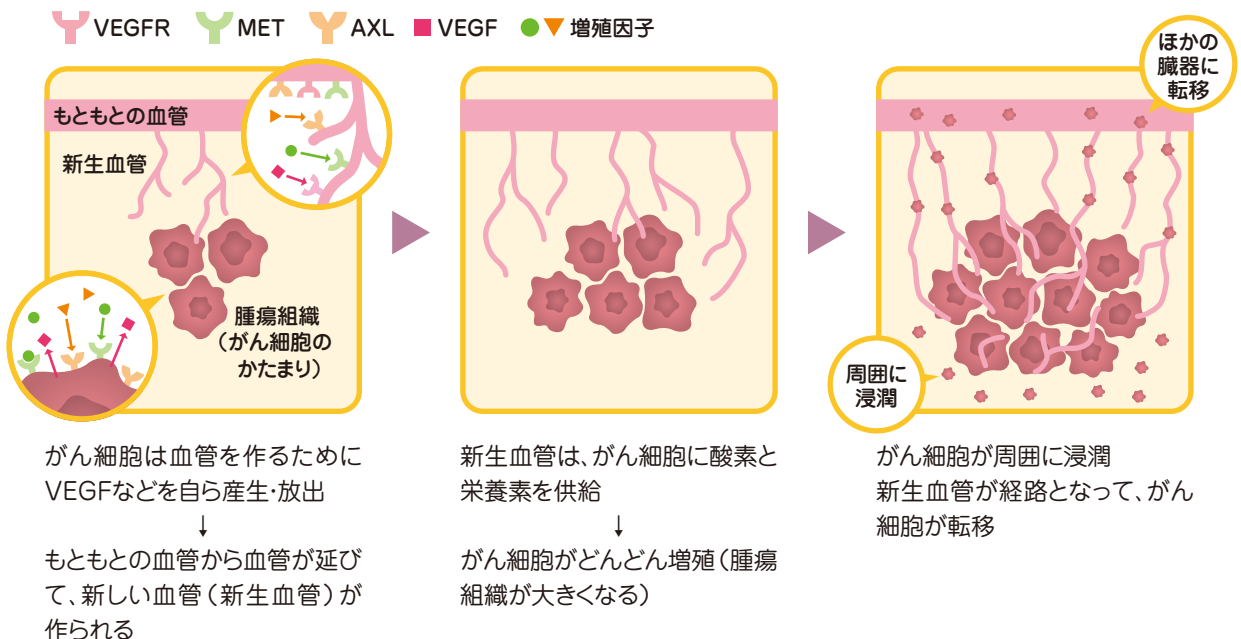 VEGFR MET AXL VEGF 増殖因子
もともとの血管
新生血管
腫瘍組織
（がん細胞の
かたまり）
がん細胞は血管を作るために
VEGFなどを自ら産生・放出
↓
もともとの血管から血管が延び
て、新しい血管（新生血管）が
作られる
新生血管は、がん細胞に酸素と
栄養素を供給
↓
がん細胞がどんどん増殖（腫瘍
組織が大きくなる）
ほかの
臓器に
転移
周囲に
浸潤
がん細胞が周囲に浸潤
新生血管が経路となって、がん
細胞が転移